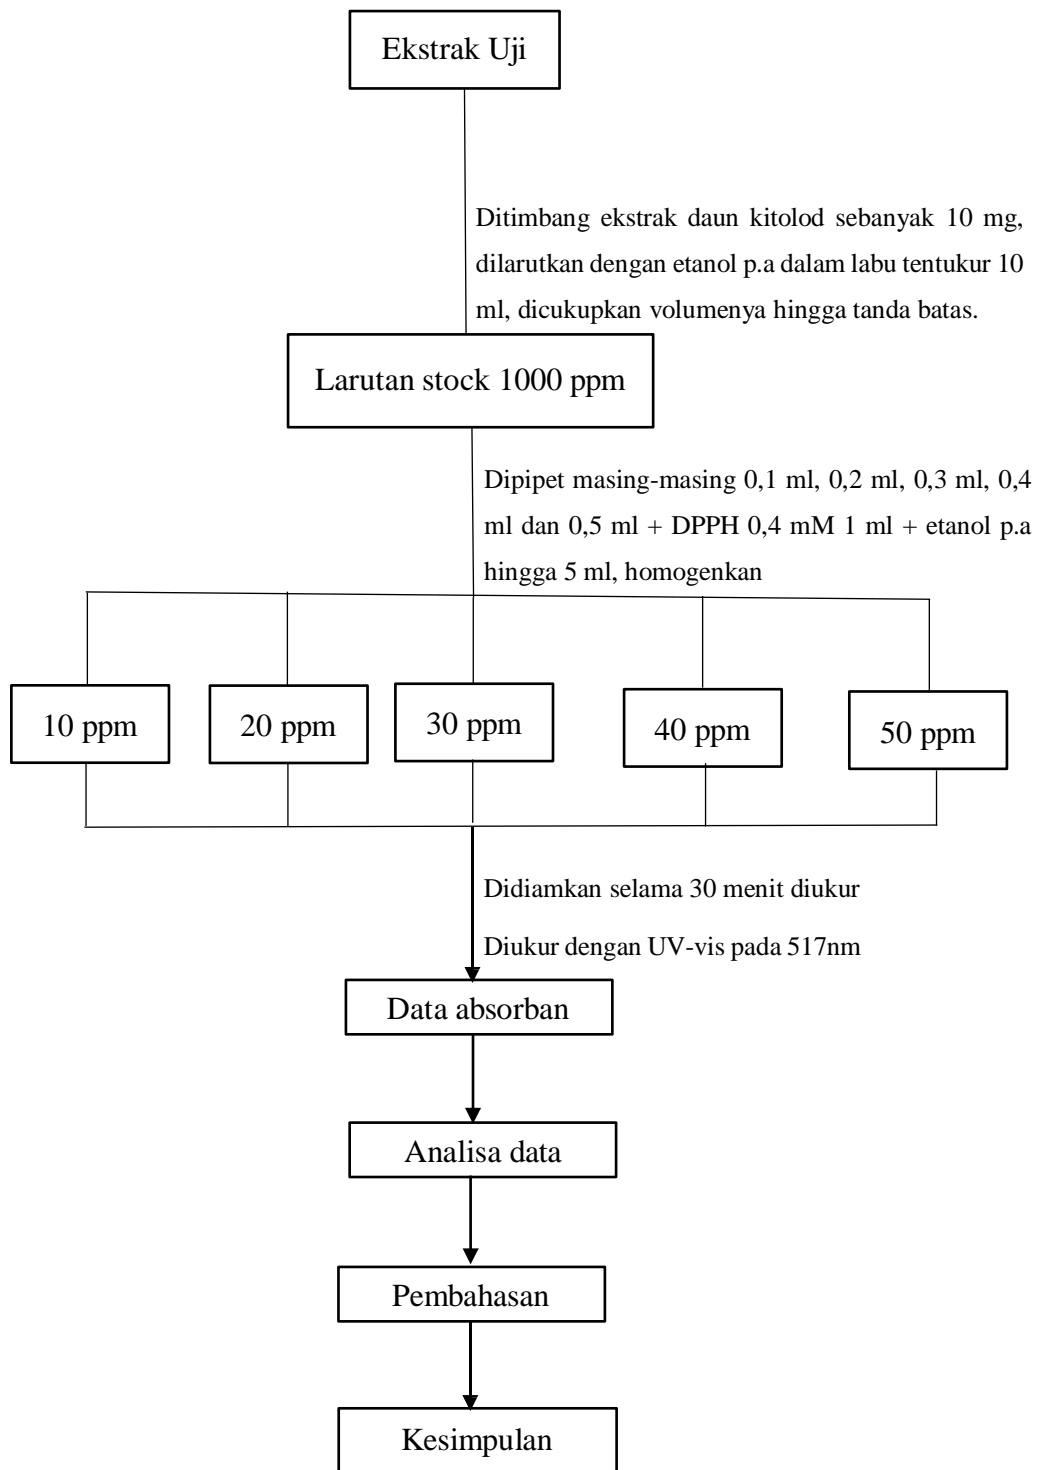 Ekstrak Uji
Ditimbang ekstrak daun kitolod sebanyak 10 mg,
dilarutkan dengan etanol p.a dalam labu tentukur 10
ml, dicukupkan volumenya hingga tanda batas.
Larutan stock 1000 ppm
Dipipet masing-masing 0,1 ml, 0,2 ml, 0,3 ml, 0,4
ml dan 0,5 ml + DPPH 0,4 mM 1 ml + etanol p.a
hingga 5 ml, homogenkan
10 ppm
20 ppm
30 ppm
40 ppm
50 ppm
Didiamkan selama 30 menit diukur
Diukur dengan UV-vis pada 517nm
Data absorban
Analisa data
Pembahasan
Kesimpulan